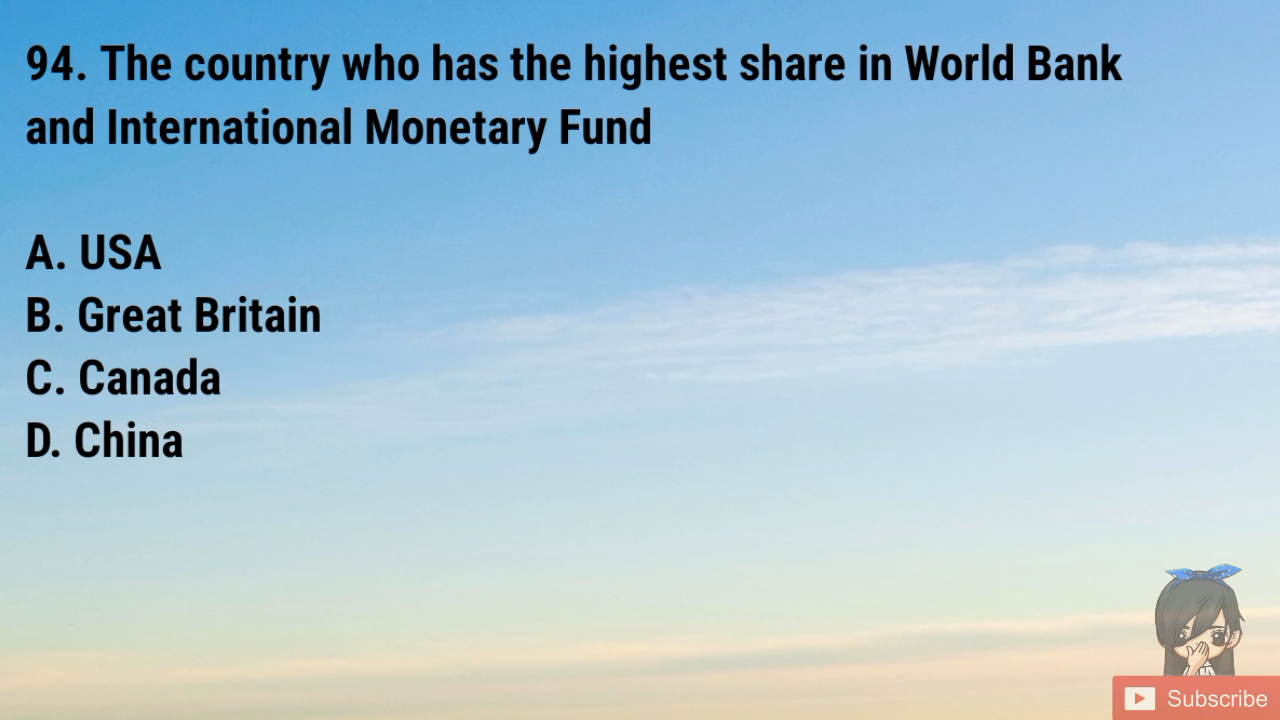 94. The country who has the highest share in World Bank
and International Monetary Fund
A. USA
B. Great Britain
C. Canada
D. China
Subscribe